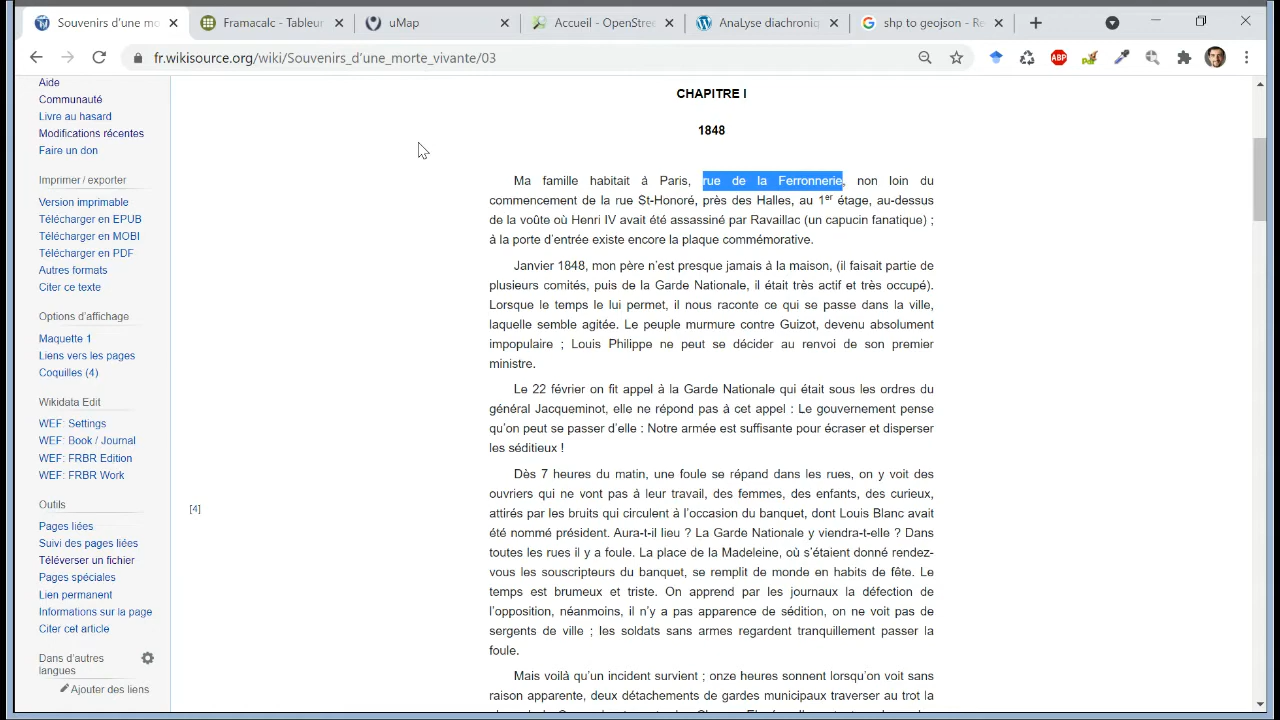 Souvenirs d'une mo
Framacalc - Tableur
uMap
Accueil - OpenStree
AnaLyse diachroniq
shp to geojson - Re
fr.wikisource.org/wiki/Souvenirs_d'une_morte_vivante/03
ABP
Aide
Communauté
Livre au hasard
Modifications récentes
Faire un don
Imprimer / exporter
Version imprimable
Télécharger en EPUB
Télécharger en MOBI
Télécharger en PDF
Autres formats
Citer ce texte
Options d'affichage
Maquette 1
Liens vers les pages
Coquilles (4)
Wikidata Edit
WEF: Settings
WEF: Book / Journal
WEF: FRBR Edition
WEF: FRBR Work
Outils
Pages liées
Suivi des pages liées
Téléverser un fichier
Pages spéciales
Lien permanent
Informations sur la page
Citer cet article
Dans d'autres
langues
Ajouter des liens
[4]
CHAPITRE I
1848
Ma famille habitait à Paris, rue de la Ferronnerie, non loin du
commencement de la rue St-Honoré, près des Halles, au 1er étage, au-dessus
de la voûte où Henri IV avait été assassiné par Ravaillac (un capucin fanatique) ;
à la porte d'entrée existe encore la plaque commémorative.
Janvier 1848, mon père n'est presque jamais à la maison, (il faisait partie de
plusieurs comités, puis de la Garde Nationale, il était très actif et très occupé).
Lorsque le temps le lui permet, il nous raconte ce qui se passe dans la ville,
laquelle semble agitée. Le peuple murmure contre Guizot, devenu absolument
impopulaire ; Louis Philippe ne peut se décider au renvoi de son premier
ministre.
Le 22 février on fit appel à la Garde Nationale qui était sous les ordres du
général Jacqueminot, elle ne répond pas à cet appel : Le gouvernement pense
qu'on peut se passer d'elle : Notre armée est suffisante pour écraser et disperser
les séditieux !
Dès 7 heures du matin, une foule se répand dans les rues, on y voit des
ouvriers qui ne vont pas à leur travail, des femmes, des enfants, des curieux,
attirés par les bruits qui circulent à l'occasion du banquet, dont Louis Blanc avait
été nommé président. Aura-t-il lieu ? La Garde Nationale y viendra-t-elle ? Dans
toutes les rues il y a foule. La place de la Madeleine, où s'étaient donné rendez-
vous les souscripteurs du banquet, se remplit de monde en habits de fête. Le
temps est brumeux et triste. On apprend par les journaux la défection de
l'opposition, néanmoins, il n'y a pas apparence de sédition, on ne voit pas de
sergents de ville ; les soldats sans armes regardent tranquillement passer la
foule.
Mais voilà qu'un incident survient ; onze heures sonnent lorsqu'on voit sans
raison apparente, deux détachements de gardes municipaux traverser au trot la